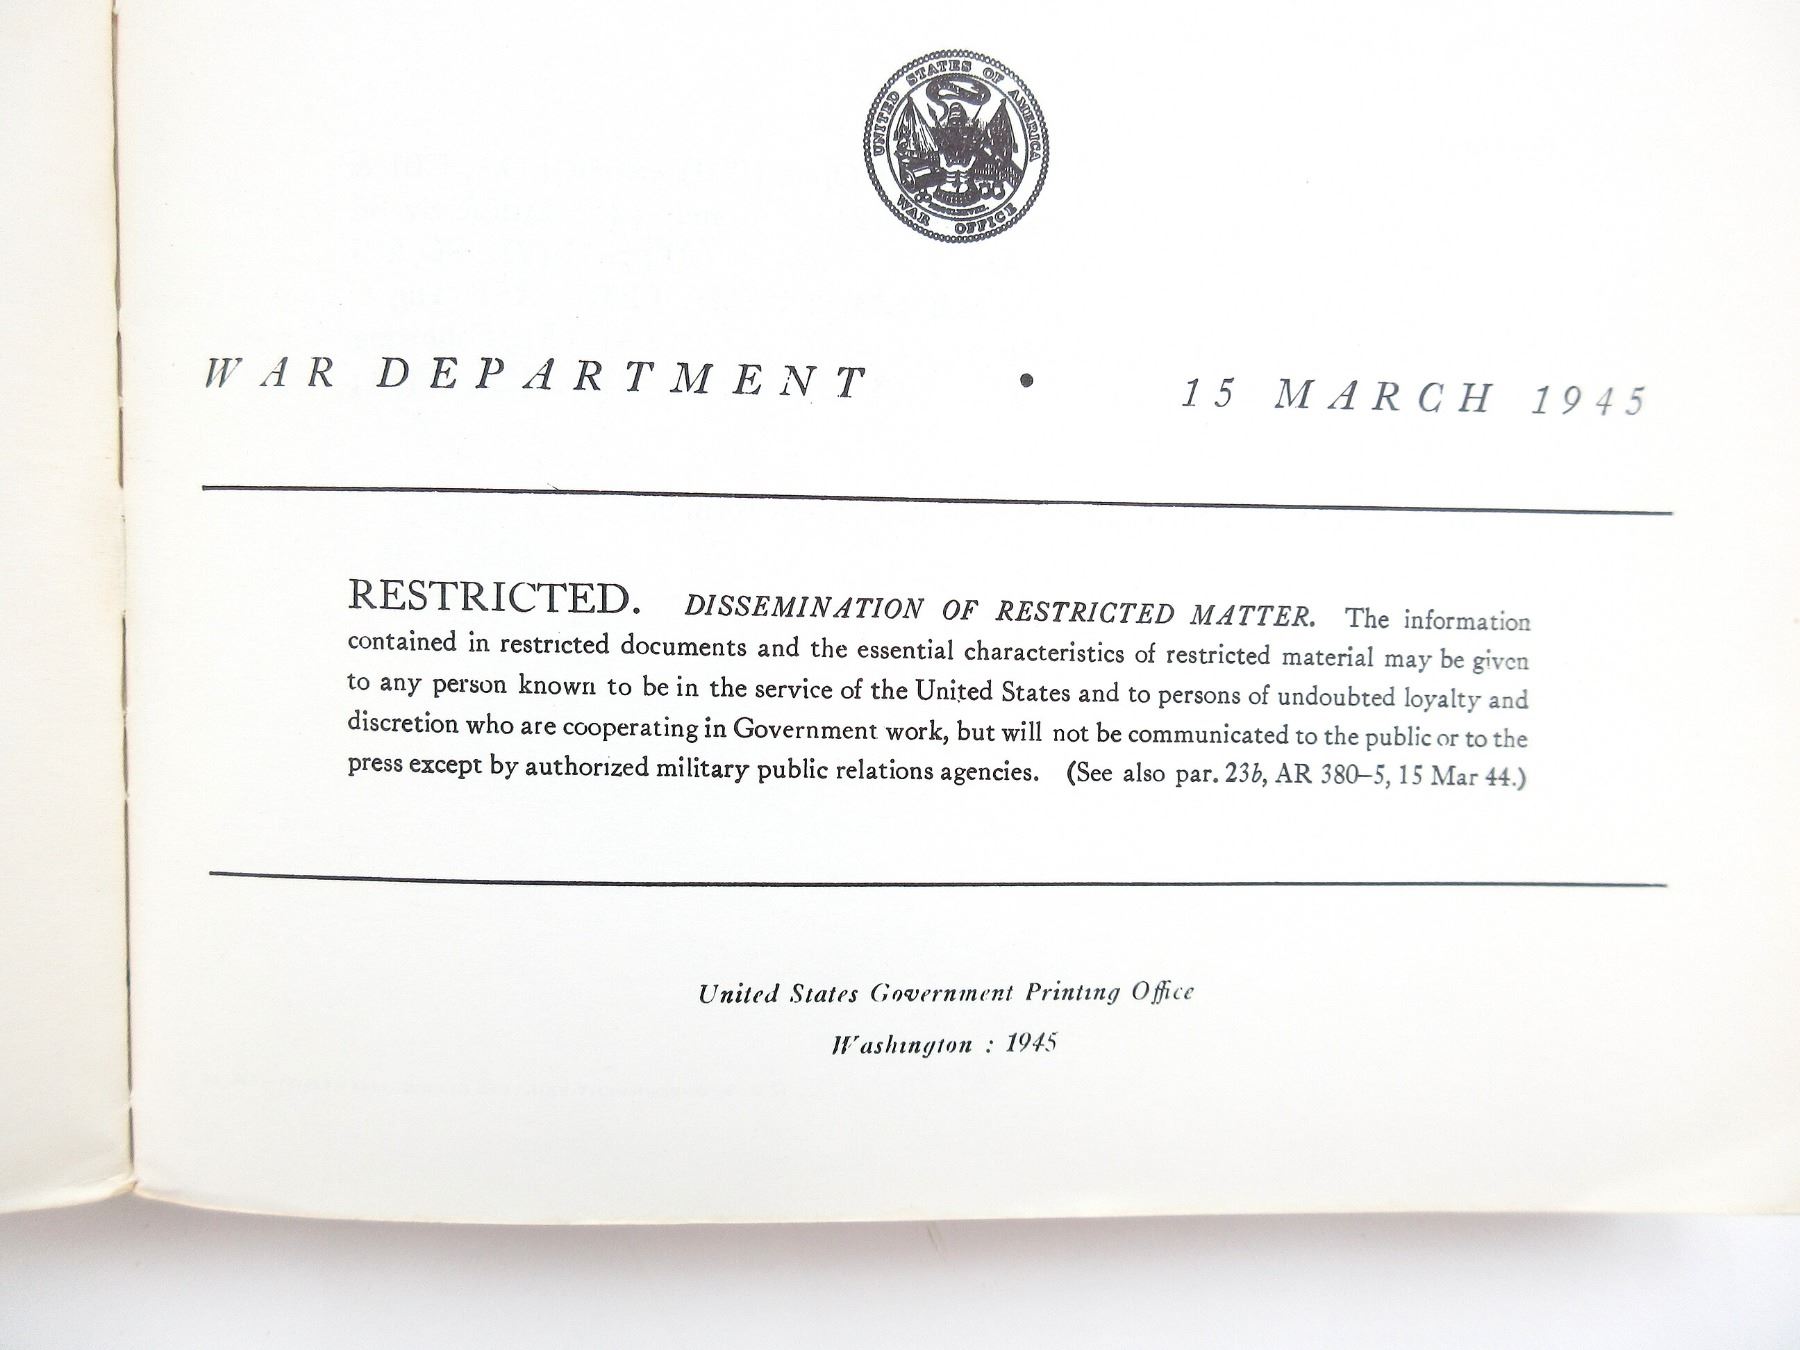 UNITED STATES OF AMERICA
WAR OFFICE
WAR DEPARTMENT • 15 MARCH 1945
RESTRICTED. DISSEMINATION OF RESTRICTED MATTER. The information
contained in restricted documents and the essential characteristics of restricted material may be given
to any person known to be in the service of the United States and to persons of undoubted loyalty and
discretion who are cooperating in Government work, but will not be communicated to the public or to the
press except by authorized military public relations agencies. (See also par. 23b, AR 380–5, 15 Mar 44.)
United States Government Printing Office
Washington : 1945